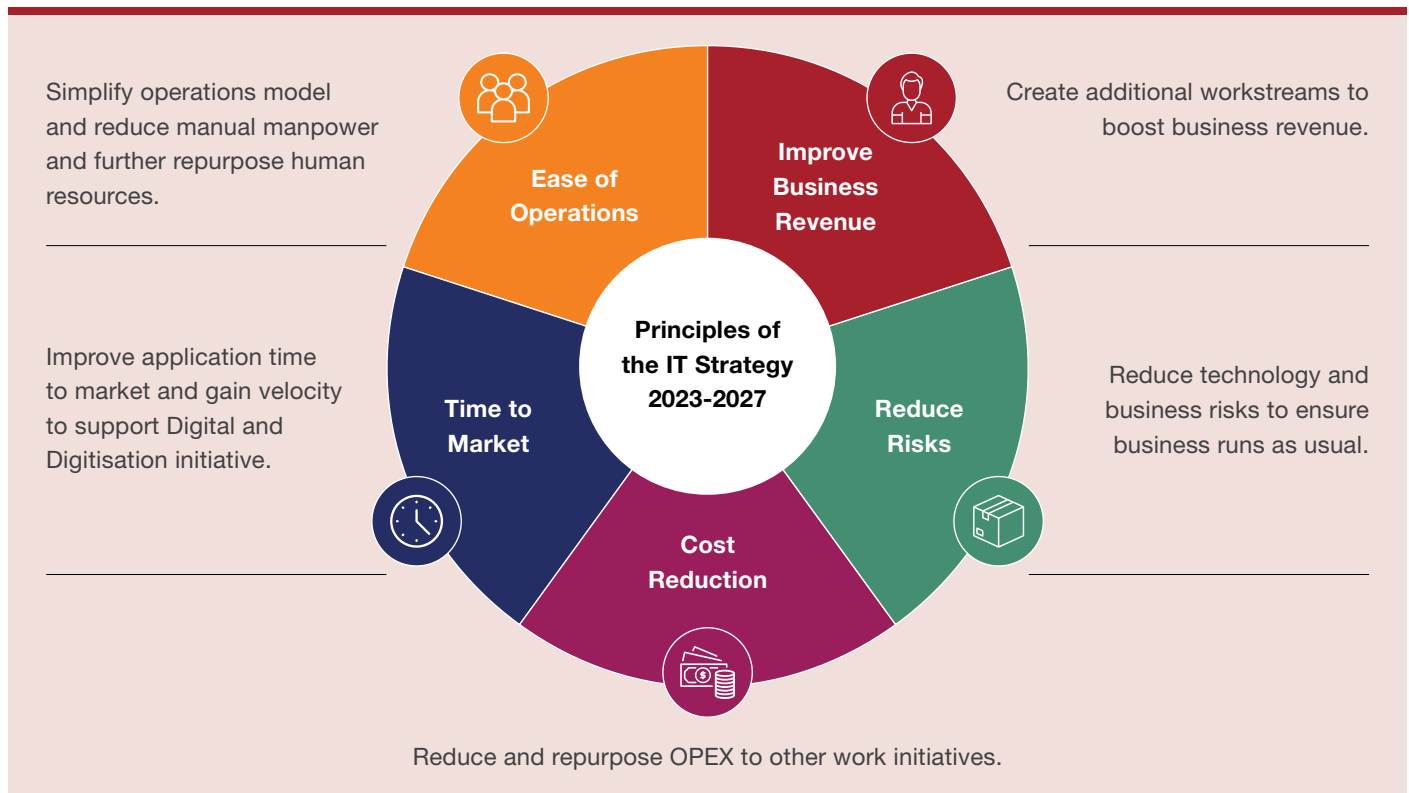 Simplify operations model
and reduce manual manpower
and further repurpose human
resources.
Ease of
Operations
Improve
Business
Revenue
Create additional workstreams to
boost business revenue.
Principles of
the IT Strategy
2023-2027
Improve application time
to market and gain velocity
to support Digital and
Digitisation initiative.
Time to
Market
Reduce
Risks
Reduce technology and
business risks to ensure
business runs as usual.
Cost
Reduction
$
Reduce and repurpose OPEX to other work initiatives.